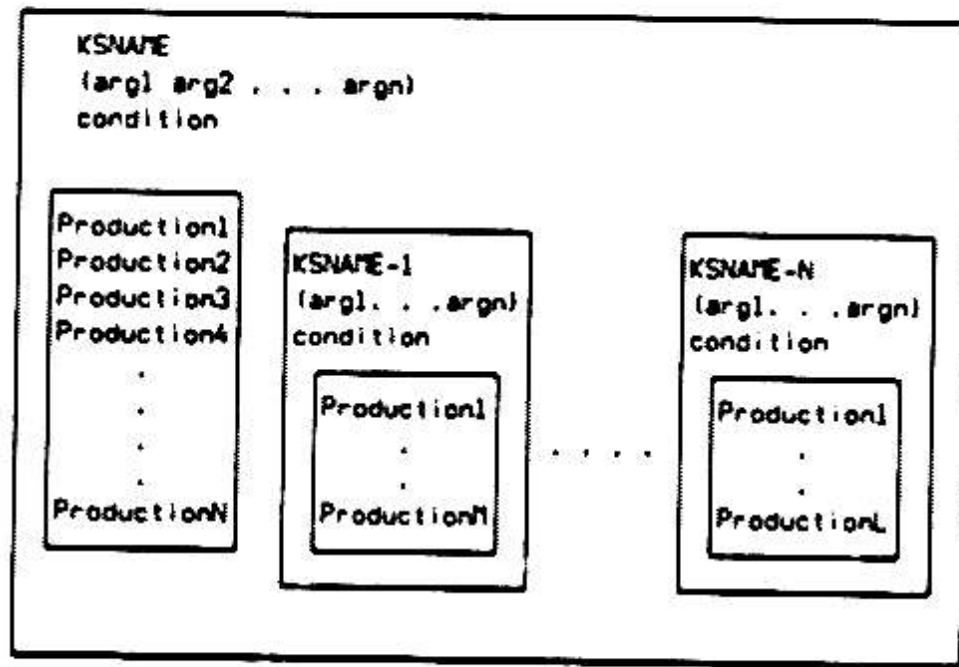 KSNAME
(arg1 arg2 . . . argn)
condition
Production1
Production2
Production3
Production4
.
.
.
.
ProductionN
KSNAME-1
(arg1. . .argn)
condition
Production1
.
.
ProductionM
. . . .
KSNAME-N
(arg1. . .argn)
condition
Production1
.
.
ProductionL